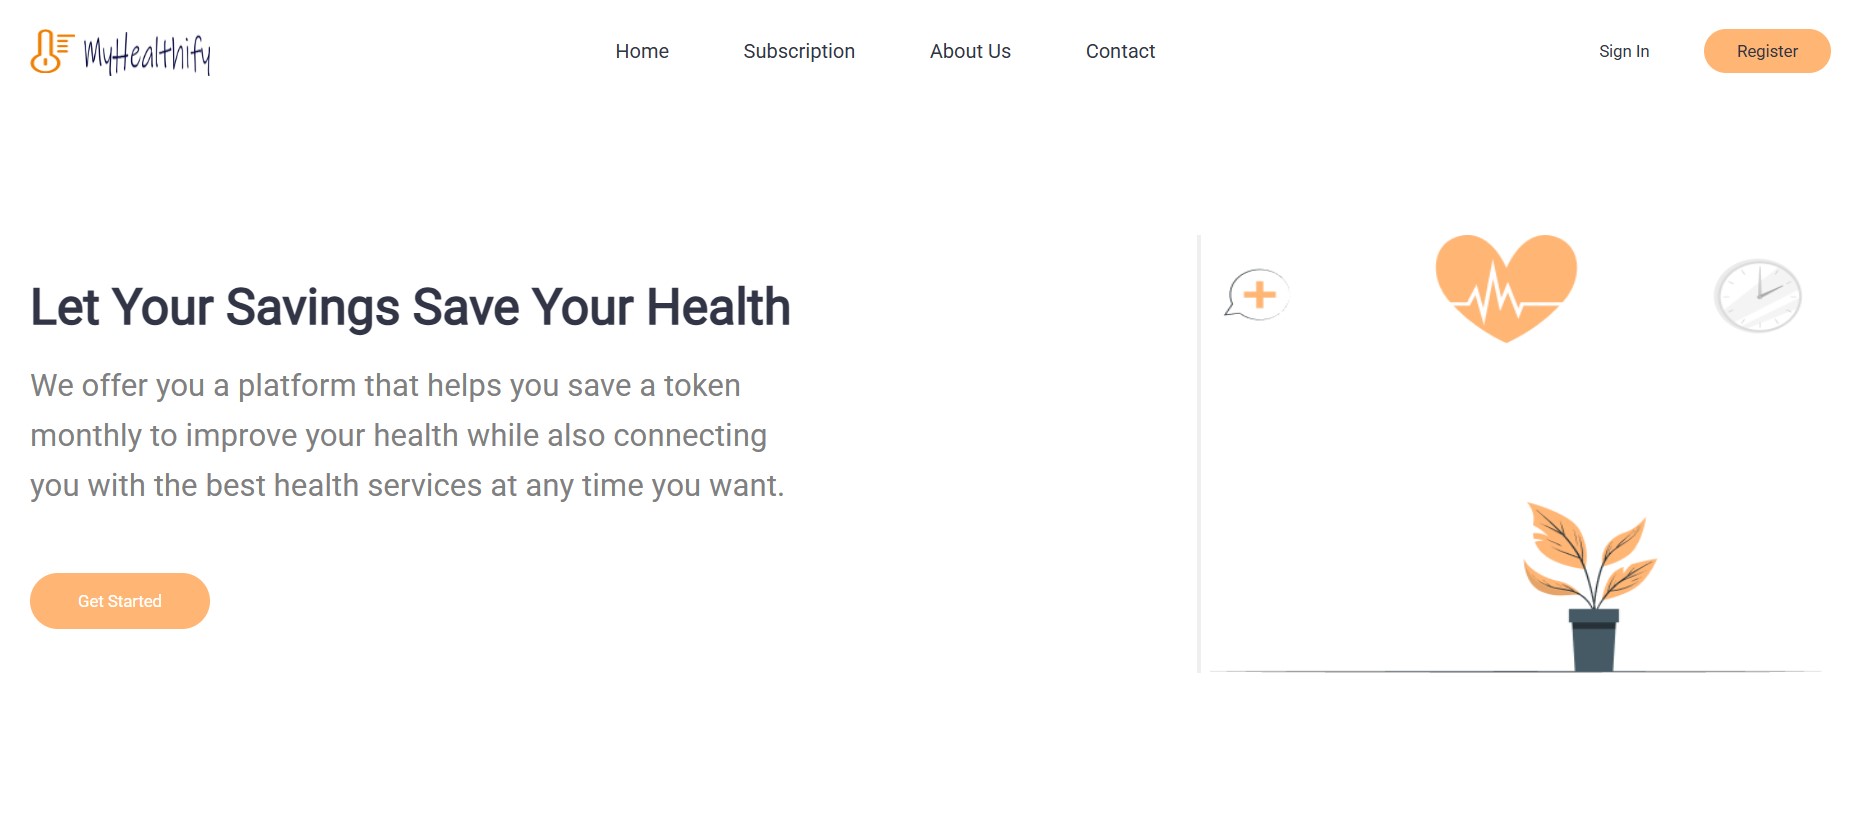 MyHealthify
Home
Subscription
About Us
Contact
Sign In
Register
Let Your Savings Save Your Health
We offer you a platform that helps you save a token
monthly to improve your health while also connecting
you with the best health services at any time you want.
Get Started